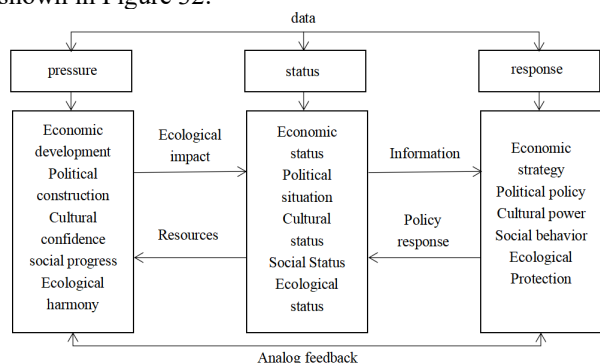 shown in Figure 32.
data
pressure
status
response
Economic
development
Political
construction
Cultural
confidence
social progress
Ecological
harmony
Ecological
impact
Resources
Economic
status
Political
situation
Cultural
status
Social Status
Ecological
status
Information
Policy
response
Economic
strategy
Political policy
Cultural power
Social behavior
Ecological
Protection
Analog feedback